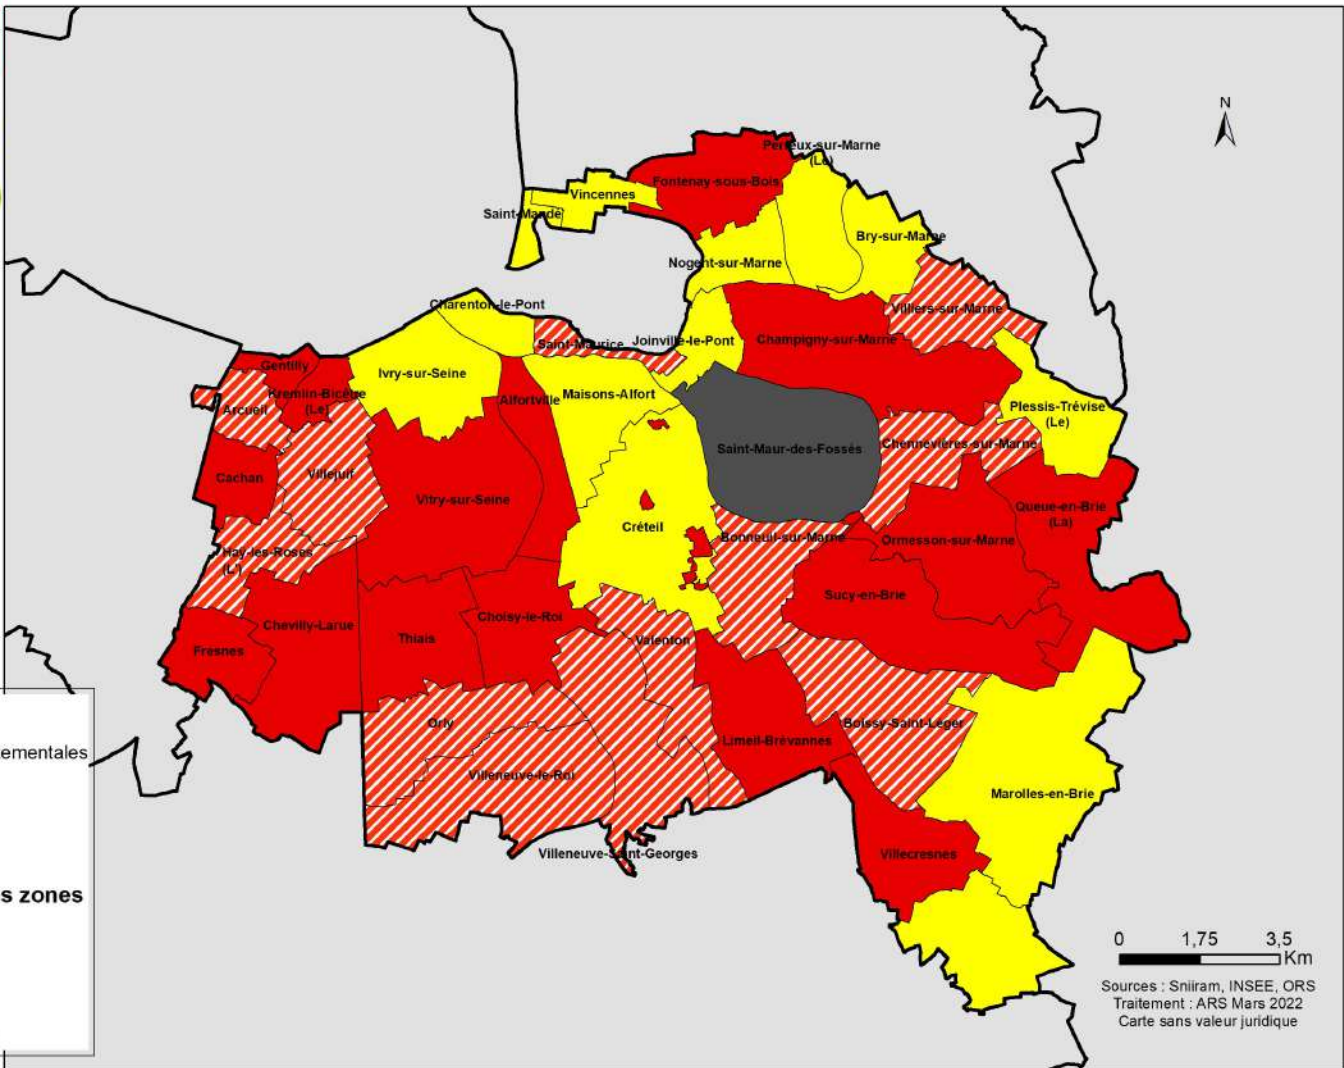 N
Perreux-sur-Marne
(Le)
Fontenay-sous-Bois
Vincennes
Saint-Mandé
Bry-sur-Marne
Nogent-sur-Marne
Charenton-le-Pont
Villiers-sur-Marne
Saint-Maurice
Joinville-le-Pont
Champigny-sur-Marne
Gentilly
Ivry-sur-Seine
Kremlin-Bicêtre
(Le)
Alfortville
Maisons-Alfort
Arcueil
Plessis-Trévise
(Le)
Saint-Maur-des-Fossés
Chennevières-sur-Marne
Cachan
Villejuif
Vitry-sur-Seine
Queue-en-Brie
(La)
Créteil
Bonneuil-sur-Marne
Ormesson-sur-Marne
Haÿ-les-Roses
(L')
Sucy-en-Brie
Choisy-le-Roi
Chevilly-Larue
Thiais
Valenton
Fresnes
Orly
Boissy-Saint-Léger
Limeil-Brévannes
ementales
Villeneuve-le-Roi
Marolles-en-Brie
Villeneuve-Saint-Georges
Villecresnes
s zones
0 1,75 3,5
Km
Sources : Sniiram, INSEE, ORS
Traitement : ARS Mars 2022
Carte sans valeur juridique